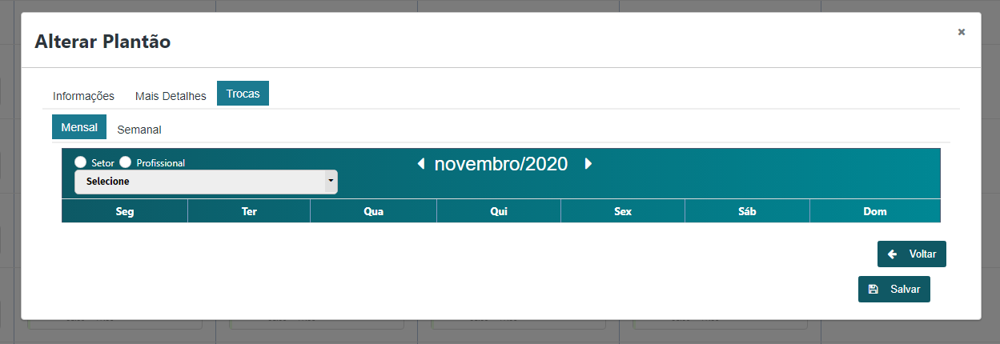 Alterar Plantão
×
Informações Mais Detalhes Trocas
Mensal Semanal
Setor Profissional
novembro/2020
Selecione
Seg Ter Qua Qui Sex Sáb Dom
Voltar
Salvar